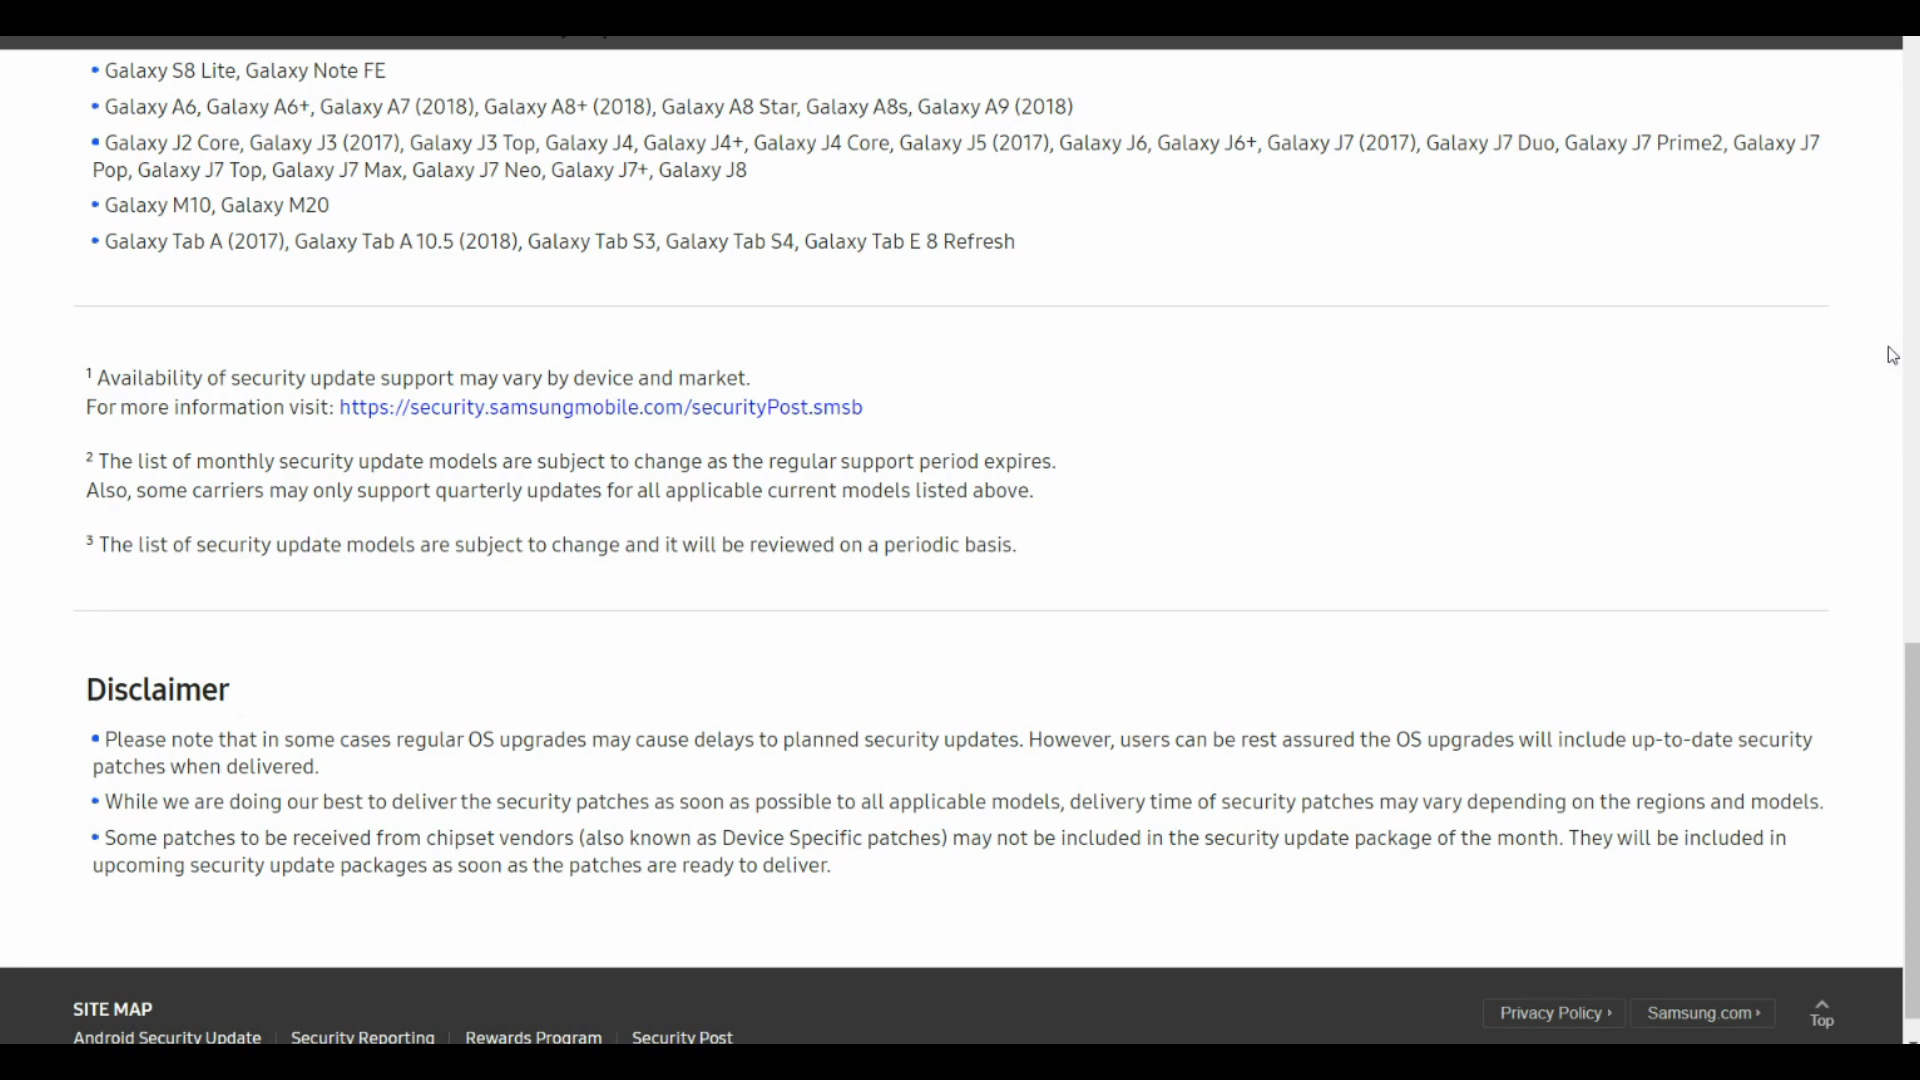 • Galaxy S8 Lite, Galaxy Note FE
• Galaxy A6, Galaxy A6+, Galaxy A7 (2018), Galaxy A8+ (2018), Galaxy A8 Star, Galaxy A8s, Galaxy A9 (2018)
• Galaxy J2 Core, Galaxy J3 (2017), Galaxy J3 Top, Galaxy J4, Galaxy J4+, Galaxy J4 Core, Galaxy J5 (2017), Galaxy J6, Galaxy J6+, Galaxy J7 (2017), Galaxy J7 Duo, Galaxy J7 Prime2, Galaxy J7
Pop, Galaxy J7 Top, Galaxy J7 Max, Galaxy J7 Neo, Galaxy J7+, Galaxy J8
• Galaxy M10, Galaxy M20
• Galaxy Tab A (2017), Galaxy Tab A 10.5 (2018), Galaxy Tab S3, Galaxy Tab S4, Galaxy Tab E 8 Refresh
¹ Availability of security update support may vary by device and market.
For more information visit: https://security.samsungmobile.com/securityPost.smsb
² The list of monthly security update models are subject to change as the regular support period expires.
Also, some carriers may only support quarterly updates for all applicable current models listed above.
³ The list of security update models are subject to change and it will be reviewed on a periodic basis.
Disclaimer
• Please note that in some cases regular OS upgrades may cause delays to planned security updates. However, users can be rest assured the OS upgrades will include up-to-date security
patches when delivered.
• While we are doing our best to deliver the security patches as soon as possible to all applicable models, delivery time of security patches may vary depending on the regions and models.
• Some patches to be received from chipset vendors (also known as Device Specific patches) may not be included in the security update package of the month. They will be included in
upcoming security update packages as soon as the patches are ready to deliver.
SITE MAP
Privacy Policy
Samsung.com
Top
Android Security Update | Security Reporting | Rewards Program | Security Post